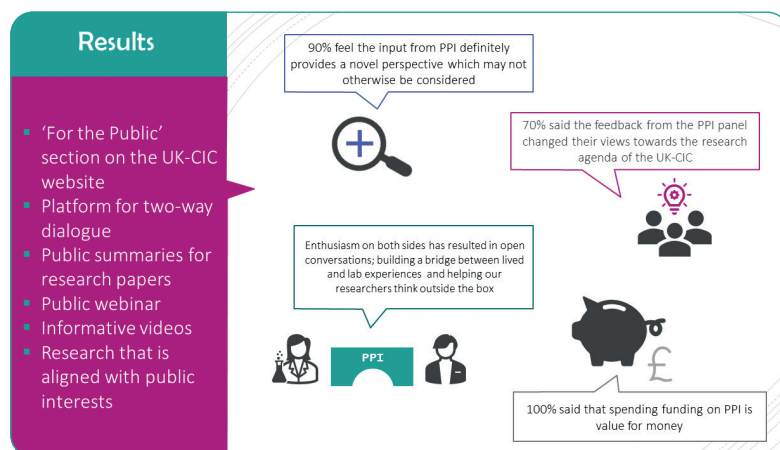 Results
▪ ‘For the Public’
section on the UK-CIC
website
▪ Platform for two-way
dialogue
▪ Public summaries for
research papers
▪ Public webinar
▪ Informative videos
▪ Research that is
aligned with public
interests
90% feel the input from PPI definitely
provides a novel perspective which may not
otherwise be considered
70% said the feedback from the PPI panel
changed their views towards the research
agenda of the UK-CIC
Enthusiasm on both sides has resulted in open
conversations; building a bridge between lived
and lab experiences and helping our
researchers think outside the box
PPI
£
100% said that spending funding on PPI is
value for money